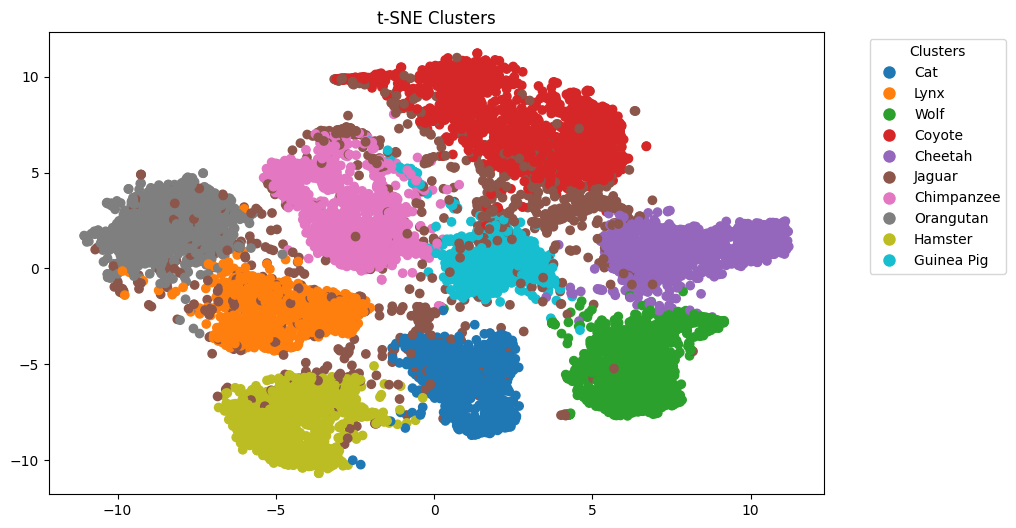 t-SNE Clusters
10
5
0
−5
−10
−10
−5
0
5
10
Clusters
Cat
Lynx
Wolf
Coyote
Cheetah
Jaguar
Chimpanzee
Orangutan
Hamster
Guinea Pig